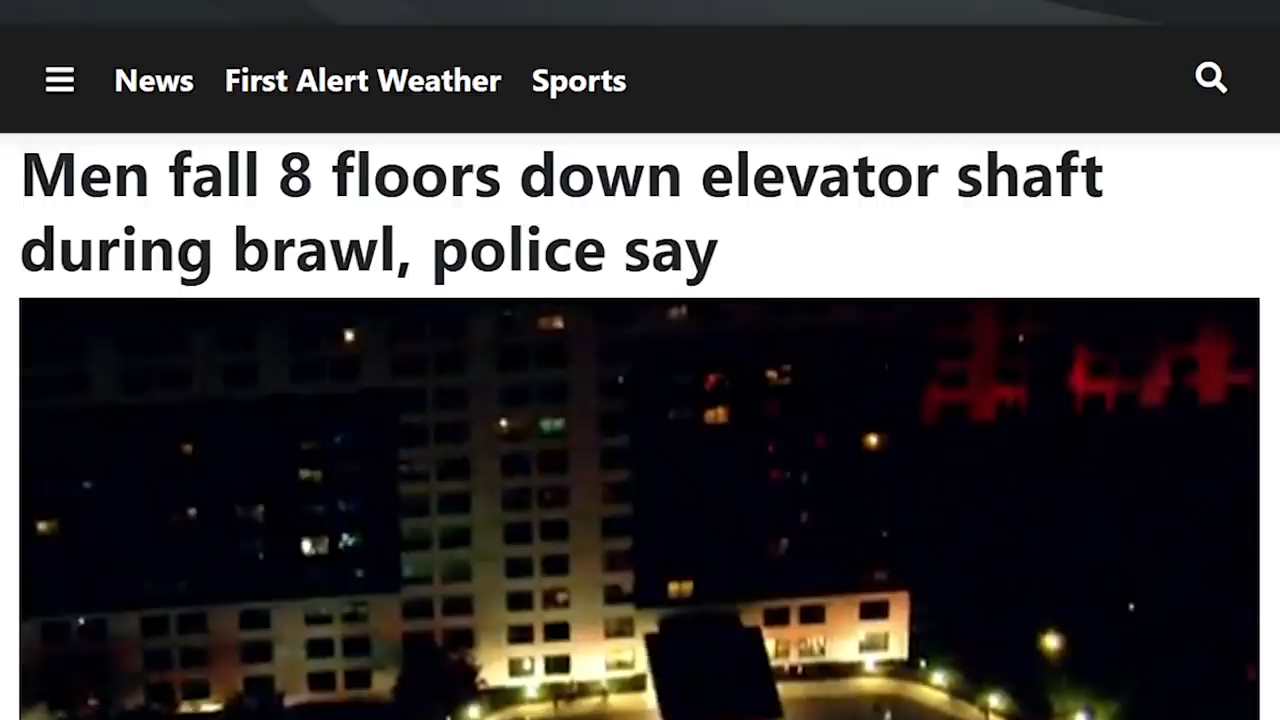 News First Alert Weather Sports
Men fall 8 floors down elevator shaft
during brawl, police say